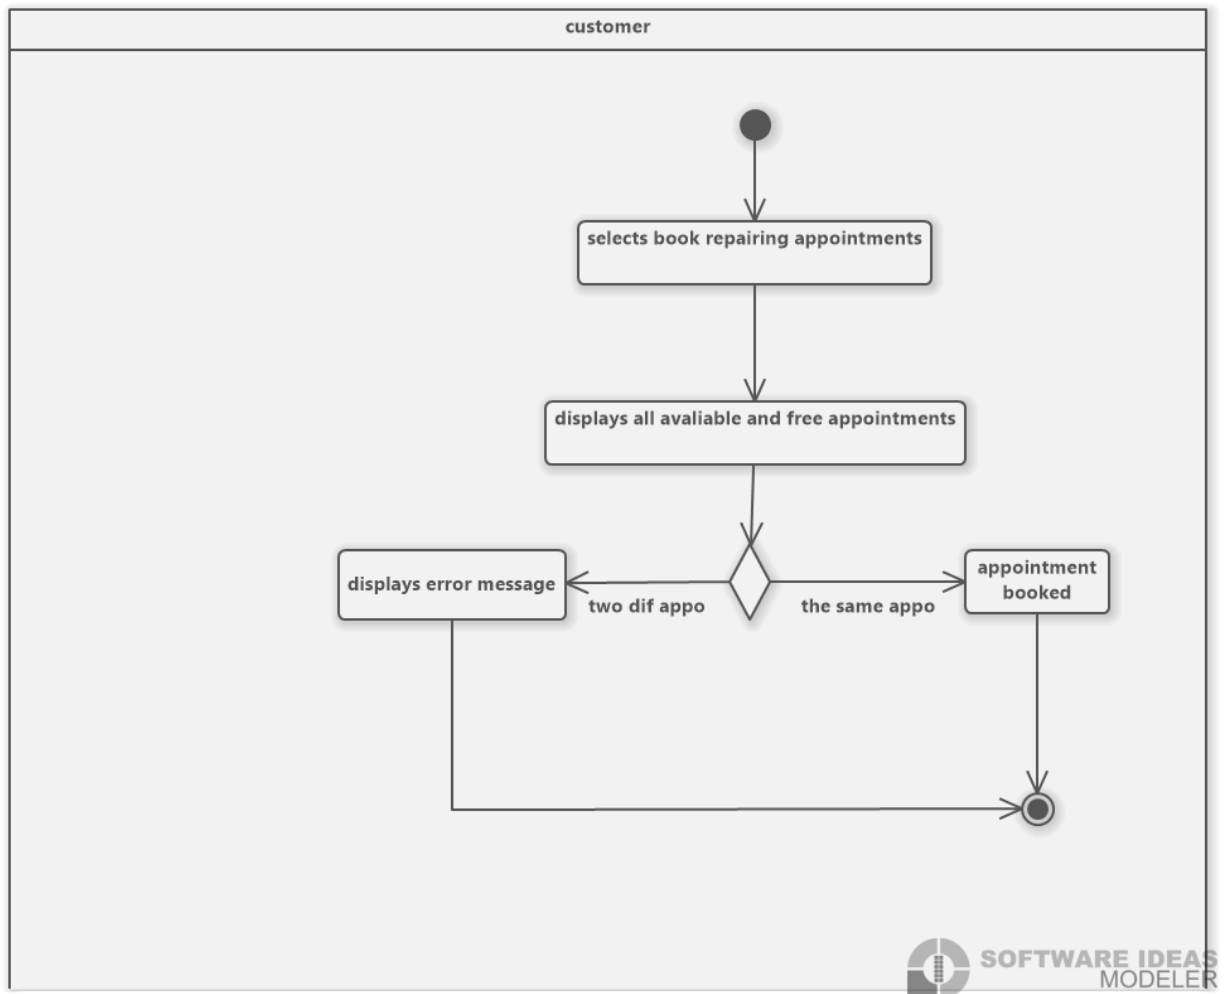 customer
selects book repairing appointments
displays all avaliable and free appointments
displays error message
two dif appo
the same appo
appointment
booked
SOFTWARE IDEAS
MODELER